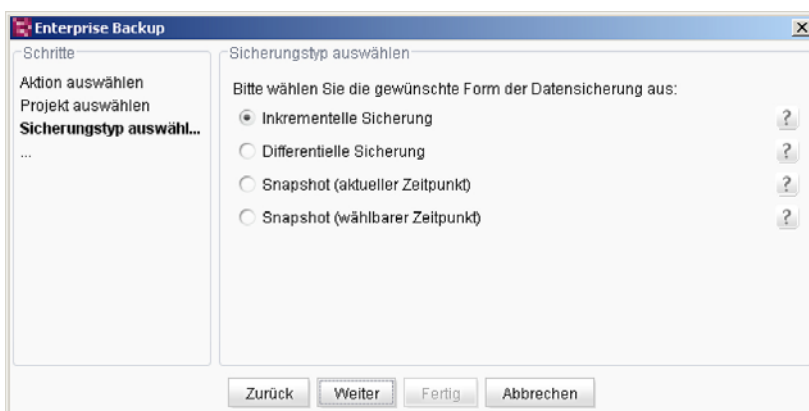 Enterprise Backup
Schritte
Aktion auswählen
Projekt auswählen
Sicherungstyp auswähl...
...
Sicherungstyp auswählen
Bitte wählen Sie die gewünschte Form der Datensicherung aus:
Inkrementelle Sicherung ?
Differentielle Sicherung ?
Snapshot (aktueller Zeitpunkt) ?
Snapshot (wählbarer Zeitpunkt) ?
Zurück Weiter Fertig Abbrechen